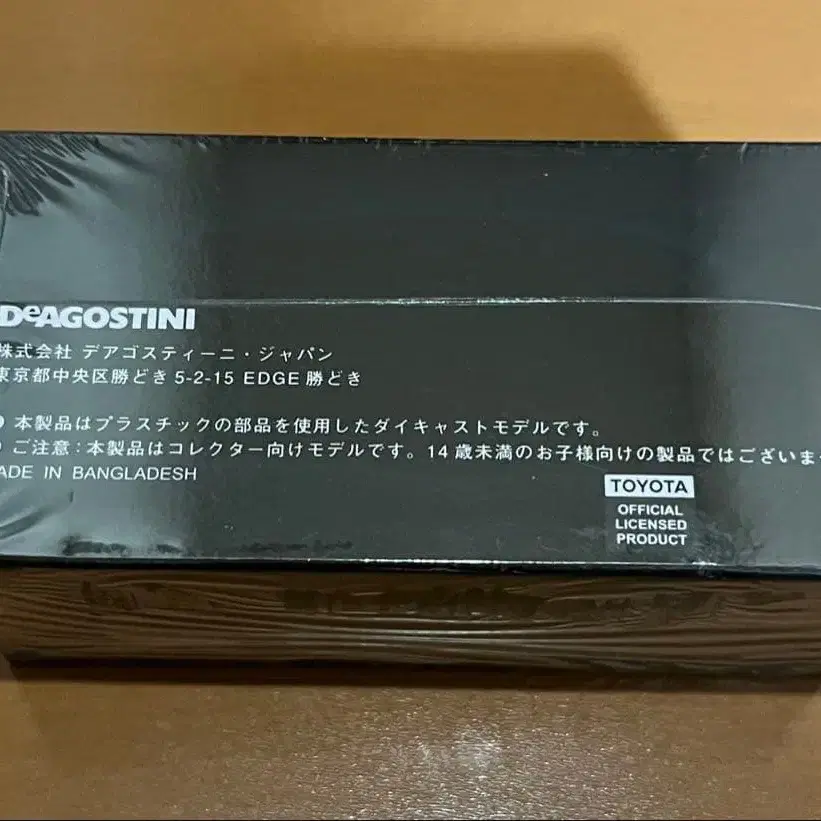 DeAGOSTINI
株式会社 デアゴスティーニ・ジャパン
東京都中央区勝どき 5-2-15 EDGE 勝どき
● 本製品はプラスチックの部品を使用したダイキャストモデルです。
● ご注意：本製品はコレクター向けモデルです。14 歳未満のお子様向けの製品ではございま
MADE IN BANGLADESH
TOYOTA
OFFICIAL
LICENSED
PRODUCT